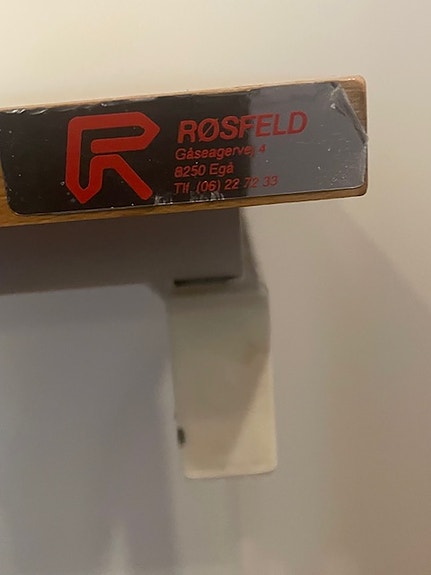 RØSFELD
Gåseagervej 4
8250 Egå
Tlf. (06) 22 72 33